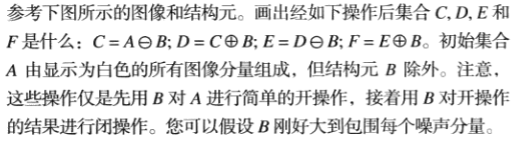 参考下图所示的图像和结构元。画出经如下操作后集合 C, D, E 和
F 是什么：C = A⊖B; D = C⊕B; E = D⊖B; F = E⊕B。初始集合
A 由显示为白色的所有图像分量组成，但结构元 B 除外。注意，
这些操作仅是先用 B 对 A 进行简单的开操作，接着用 B 对开操作
的结果进行闭操作。您可以假设 B 刚好大到包围每个噪声分量。